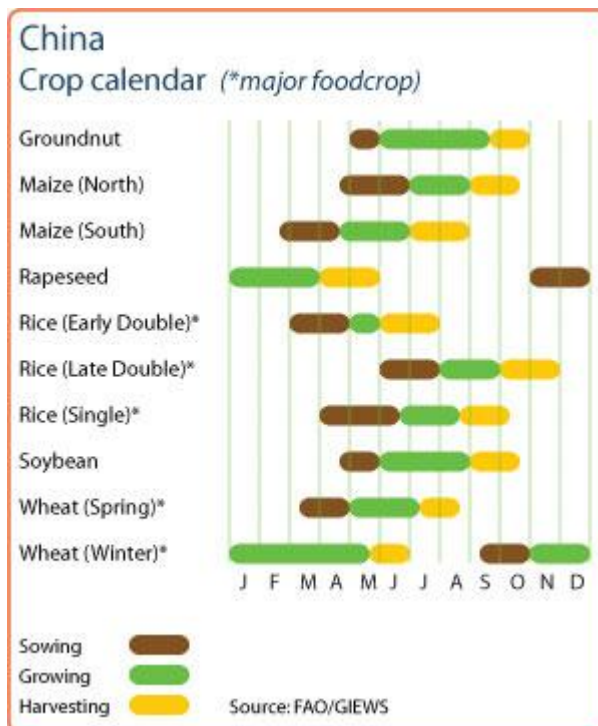 China
Crop calendar (*major foodcrop)
Groundnut
Maize (North)
Maize (South)
Rapeseed
Rice (Early Double)*
Rice (Late Double)*
Rice (Single)*
Soybean
Wheat (Spring)*
Wheat (Winter)*
J F M A M J J A S O N D
Sowing
Growing
Harvesting Source: FAO/GIEWS